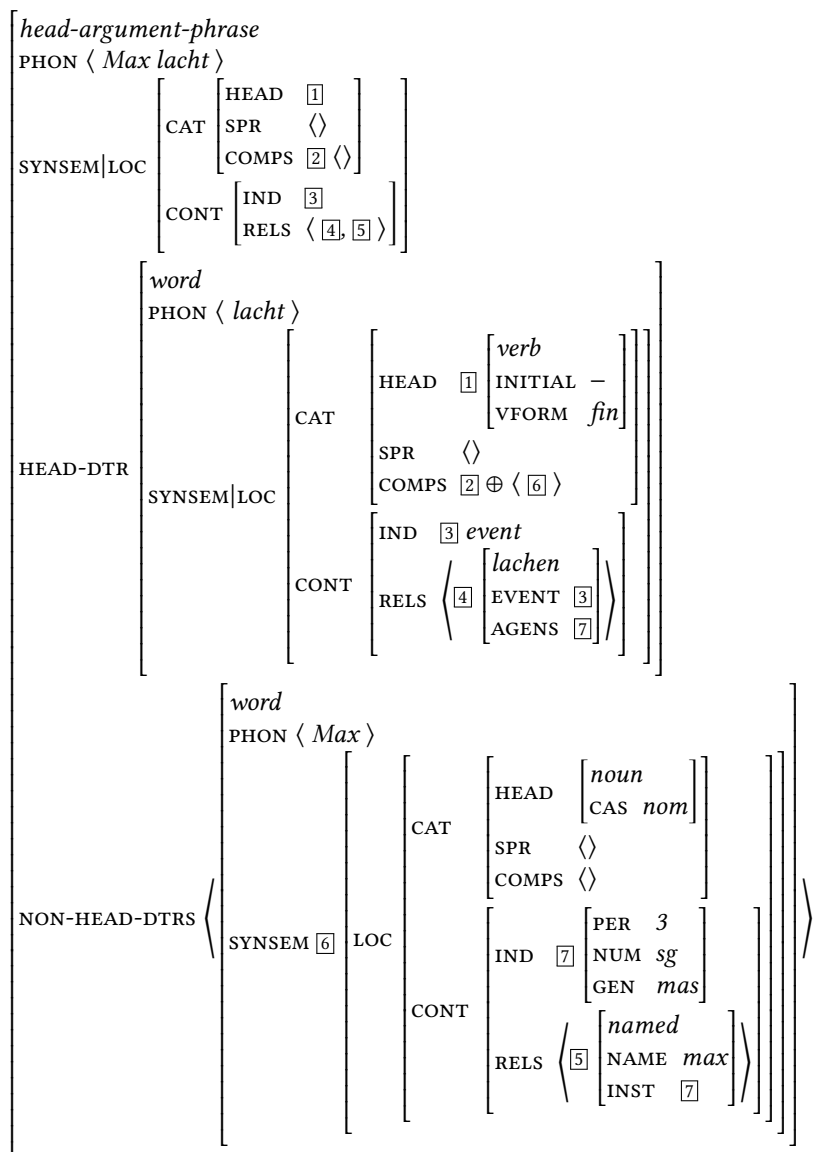 head-argument-phrase
PHON ⟨ Max lacht ⟩
SYNSEM|LOC
CAT
HEAD 1
SPR ⟨⟩
COMPS 2 ⟨⟩
CONT
IND 3
RELS ⟨ 4, 5 ⟩
HEAD-DTR
word
PHON ⟨ lacht ⟩
SYNSEM|LOC
CAT
HEAD 1
verb
INITIAL −
VFORM fin
SPR ⟨⟩
COMPS 2 ⊕ ⟨ 6 ⟩
CONT
IND 3 event
RELS ⟨ 4
lachen
EVENT 3
AGENS 7 ⟩
NON-HEAD-DTRS ⟨
word
PHON ⟨ Max ⟩
SYNSEM 6
LOC
CAT
HEAD
noun
CAS nom
SPR ⟨⟩
COMPS ⟨⟩
CONT
IND 7
PER 3
NUM sg
GEN mas
RELS ⟨ 5
named
NAME max
INST 7 ⟩ ⟩